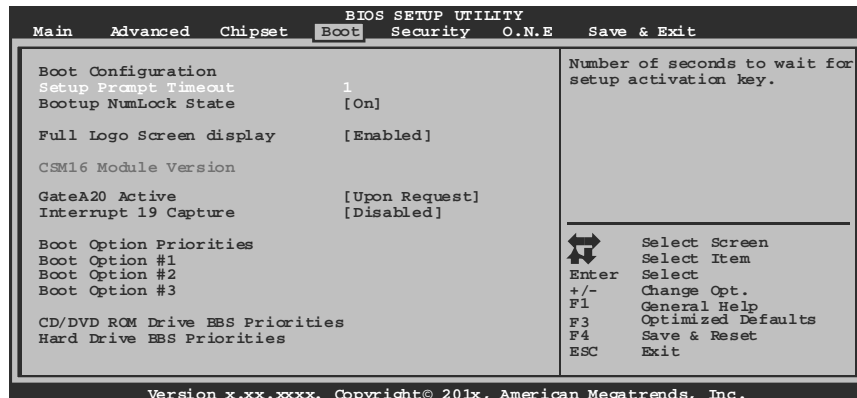 BIOS SETUP UTILITY
Main Advanced Chipset Boot Security O.N.E Save & Exit
Boot Configuration
Setup Prompt Timeout 1
Bootup NumLock State [On]
Full Logo Screen display [Enabled]
CSM16 Module Version
GateA20 Active [Upon Request]
Interrupt 19 Capture [Disabled]
Boot Option Priorities
Boot Option #1
Boot Option #2
Boot Option #3
CD/DVD ROM Drive BBS Priorities
Hard Drive BBS Priorities
Number of seconds to wait for
setup activation key.
Select Screen
Select Item
Enter Select
+/- Change Opt.
F1 General Help
F3 Optimized Defaults
F4 Save & Reset
ESC Exit
Version x.xx.xxxx. Copyright© 201x, American Megatrends, Inc.